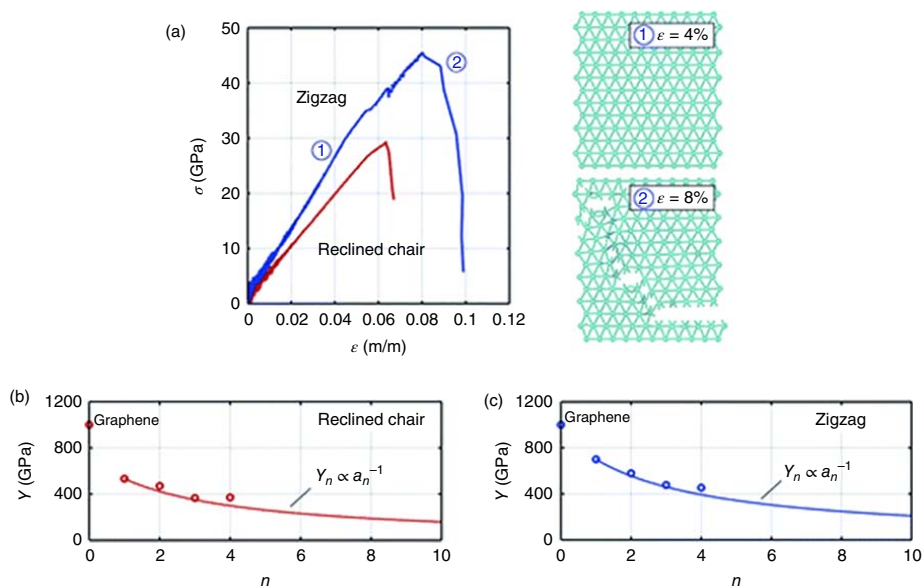 (a)
50
40
30
20
10
0
σ (GPa)
Zigzag
1
2
Reclined chair
0 0.02 0.04 0.06 0.08 0.1 0.12
ε (m/m)
1 ε = 4%
2 ε = 8%
(b)
1200
800
400
0
Y (GPa)
Graphene
Reclined chair
Yₙ ∝ aₙ⁻¹
0 2 4 6 8 10
n
(c)
1200
800
400
0
Y (GPa)
Graphene
Zigzag
Yₙ ∝ aₙ⁻¹
0 2 4 6 8 10
n